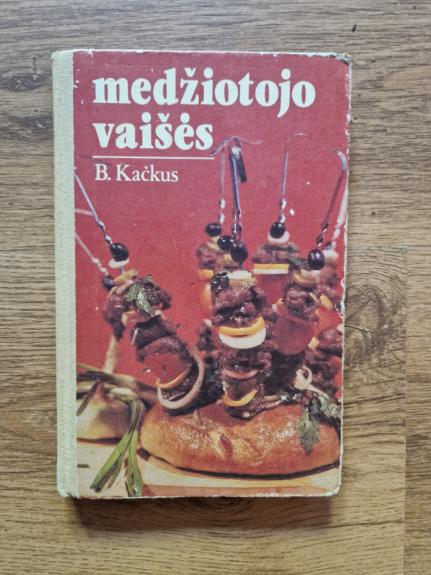 medžiotojo
vaišės
B. Kačkus